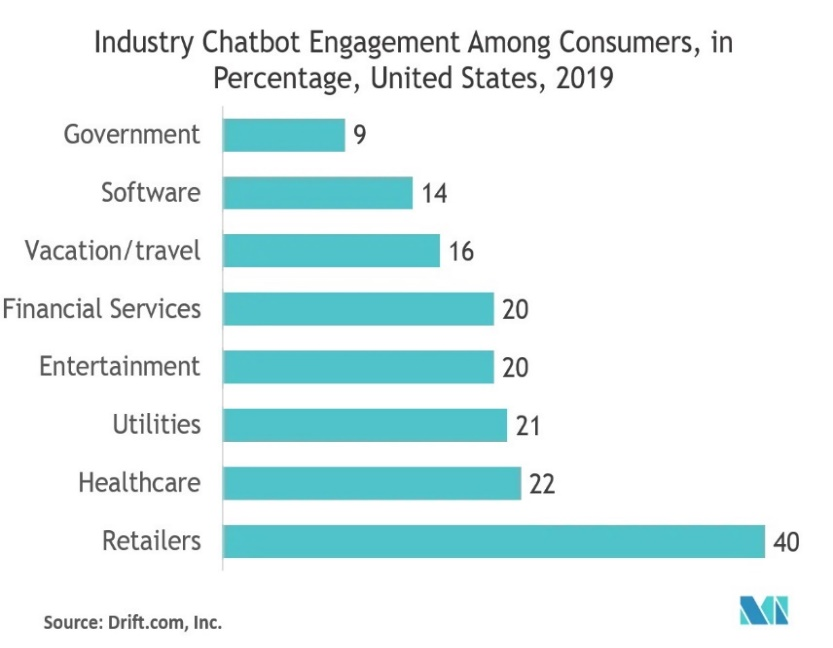 Industry Chatbot Engagement Among Consumers, in
Percentage, United States, 2019
Government 9
Software 14
Vacation/travel 16
Financial Services 20
Entertainment 20
Utilities 21
Healthcare 22
Retailers 40
Source: Drift.com, Inc.